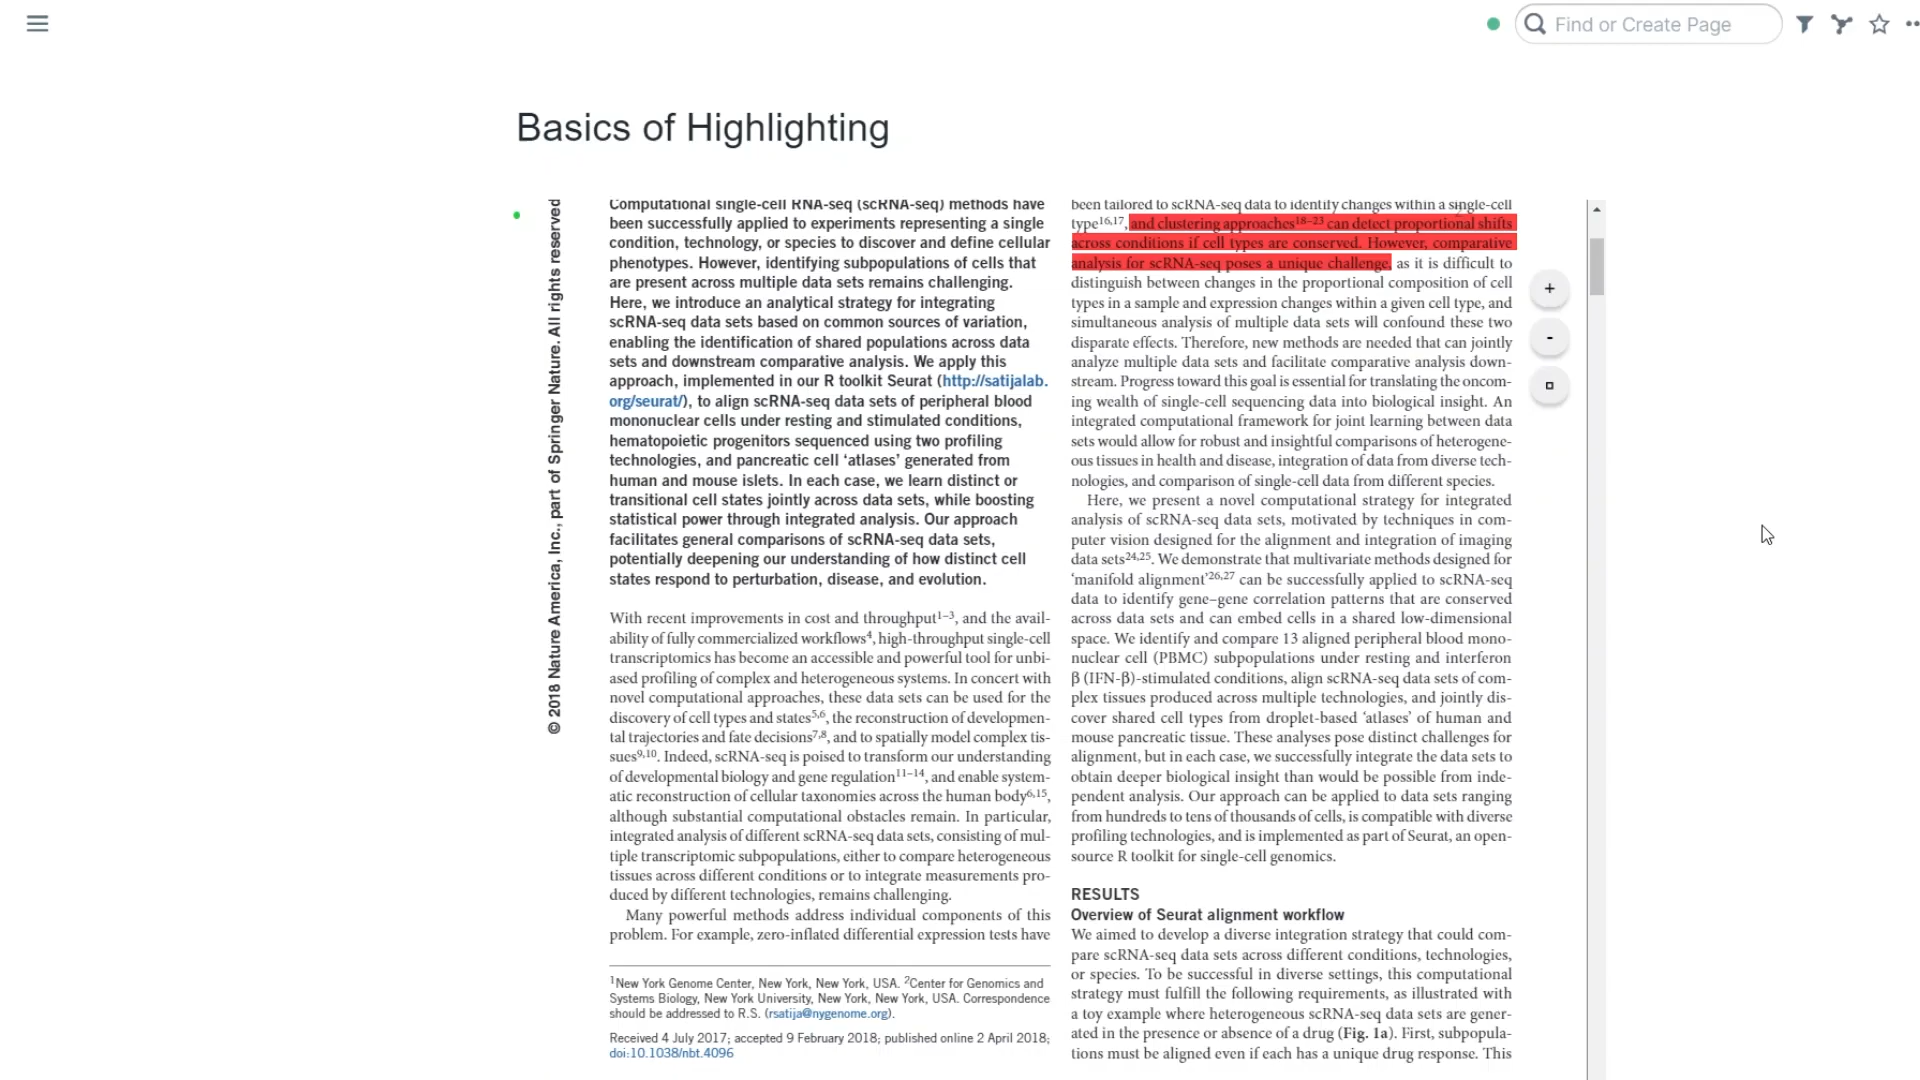 Find or Create Page
Basics of Highlighting
© 2018 Nature America, Inc., part of Springer Nature. All rights reserved
Computational single-cell RNA-seq (scRNA-seq) methods have
been successfully applied to experiments representing a single
condition, technology, or species to discover and define cellular
phenotypes. However, identifying subpopulations of cells that
are present across multiple data sets remains challenging.
Here, we introduce an analytical strategy for integrating
scRNA-seq data sets based on common sources of variation,
enabling the identification of shared populations across data
sets and downstream comparative analysis. We apply this
approach, implemented in our R toolkit Seurat (http://satijalab.
org/seurat/), to align scRNA-seq data sets of peripheral blood
mononuclear cells under resting and stimulated conditions,
hematopoietic progenitors sequenced using two profiling
technologies, and pancreatic cell ‘atlases’ generated from
human and mouse islets. In each case, we learn distinct or
transitional cell states jointly across data sets, while boosting
statistical power through integrated analysis. Our approach
facilitates general comparisons of scRNA-seq data sets,
potentially deepening our understanding of how distinct cell
states respond to perturbation, disease, and evolution.
With recent improvements in cost and throughput1–3, and the avail-
ability of fully commercialized workflows4, high-throughput single-cell
transcriptomics has become an accessible and powerful tool for unbi-
ased profiling of complex and heterogeneous systems. In concert with
novel computational approaches, these data sets can be used for the
discovery of cell types and states5,6, the reconstruction of developmen-
tal trajectories and fate decisions7,8, and to spatially model complex tis-
sues9,10. Indeed, scRNA-seq is poised to transform our understanding
of developmental biology and gene regulation11–14, and enable system-
atic reconstruction of cellular taxonomies across the human body6,15,
although substantial computational obstacles remain. In particular,
integrated analysis of different scRNA-seq data sets, consisting of mul-
tiple transcriptomic subpopulations, either to compare heterogeneous
tissues across different conditions or to integrate measurements pro-
duced by different technologies, remains challenging.
Many powerful methods address individual components of this
problem. For example, zero-inflated differential expression tests have
1New York Genome Center, New York, New York, USA. 2Center for Genomics and
Systems Biology, New York University, New York, New York, USA. Correspondence
should be addressed to R.S. (rsatija@nygenome.org).
Received 4 July 2017; accepted 9 February 2018; published online 2 April 2018;
doi:10.1038/nbt.4096
been tailored to scRNA-seq data to identify changes within a single-cell
type16,17, and clustering approaches18–23 can detect proportional shifts
across conditions if cell types are conserved. However, comparative
analysis for scRNA-seq poses a unique challenge, as it is difficult to
distinguish between changes in the proportional composition of cell
types in a sample and expression changes within a given cell type, and
simultaneous analysis of multiple data sets will confound these two
disparate effects. Therefore, new methods are needed that can jointly
analyze multiple data sets and facilitate comparative analysis down-
stream. Progress toward this goal is essential for translating the oncom-
ing wealth of single-cell sequencing data into biological insight. An
integrated computational framework for joint learning between data
sets would allow for robust and insightful comparisons of heterogene-
ous tissues in health and disease, integration of data from diverse tech-
nologies, and comparison of single-cell data from different species.
Here, we present a novel computational strategy for integrated
analysis of scRNA-seq data sets, motivated by techniques in com-
puter vision designed for the alignment and integration of imaging
data sets24,25. We demonstrate that multivariate methods designed for
‘manifold alignment’26,27 can be successfully applied to scRNA-seq
data to identify gene–gene correlation patterns that are conserved
across data sets and can embed cells in a shared low-dimensional
space. We identify and compare 13 aligned peripheral blood mono-
nuclear cell (PBMC) subpopulations under resting and interferon
β (IFN-β)-stimulated conditions, align scRNA-seq data sets of com-
plex tissues produced across multiple technologies, and jointly dis-
cover shared cell types from droplet-based ‘atlases’ of human and
mouse pancreatic tissue. These analyses pose distinct challenges for
alignment, but in each case, we successfully integrate the data sets to
obtain deeper biological insight than would be possible from inde-
pendent analysis. Our approach can be applied to data sets ranging
from hundreds to tens of thousands of cells, is compatible with diverse
profiling technologies, and is implemented as part of Seurat, an open-
source R toolkit for single-cell genomics.
RESULTS
Overview of Seurat alignment workflow
We aimed to develop a diverse integration strategy that could com-
pare scRNA-seq data sets across different conditions, technologies,
or species. To be successful in diverse settings, this computational
strategy must fulfill the following requirements, as illustrated with
a toy example where heterogeneous scRNA-seq data sets are gener-
ated in the presence or absence of a drug (Fig. 1a). First, subpopula-
tions must be aligned even if each has a unique drug response. This
+
-